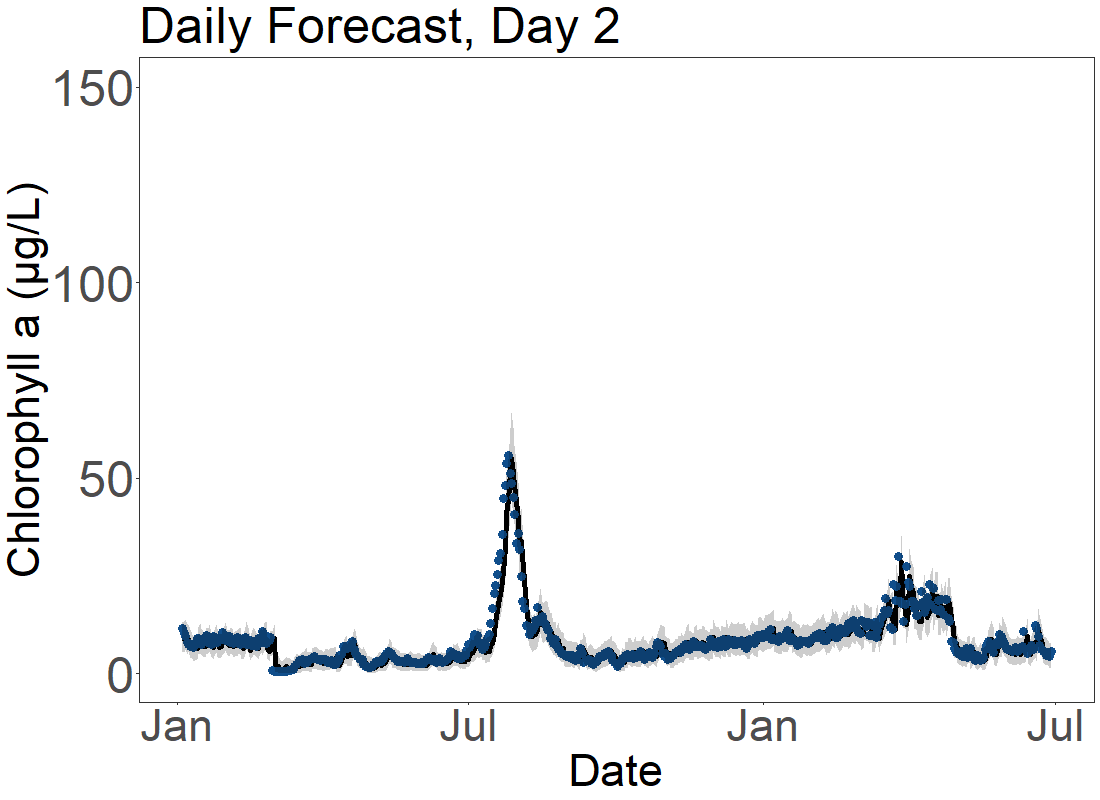 Daily Forecast, Day 2
Chlorophyll a (µg/L)
150
100
50
0
Jan Jul Jan Jul
Date